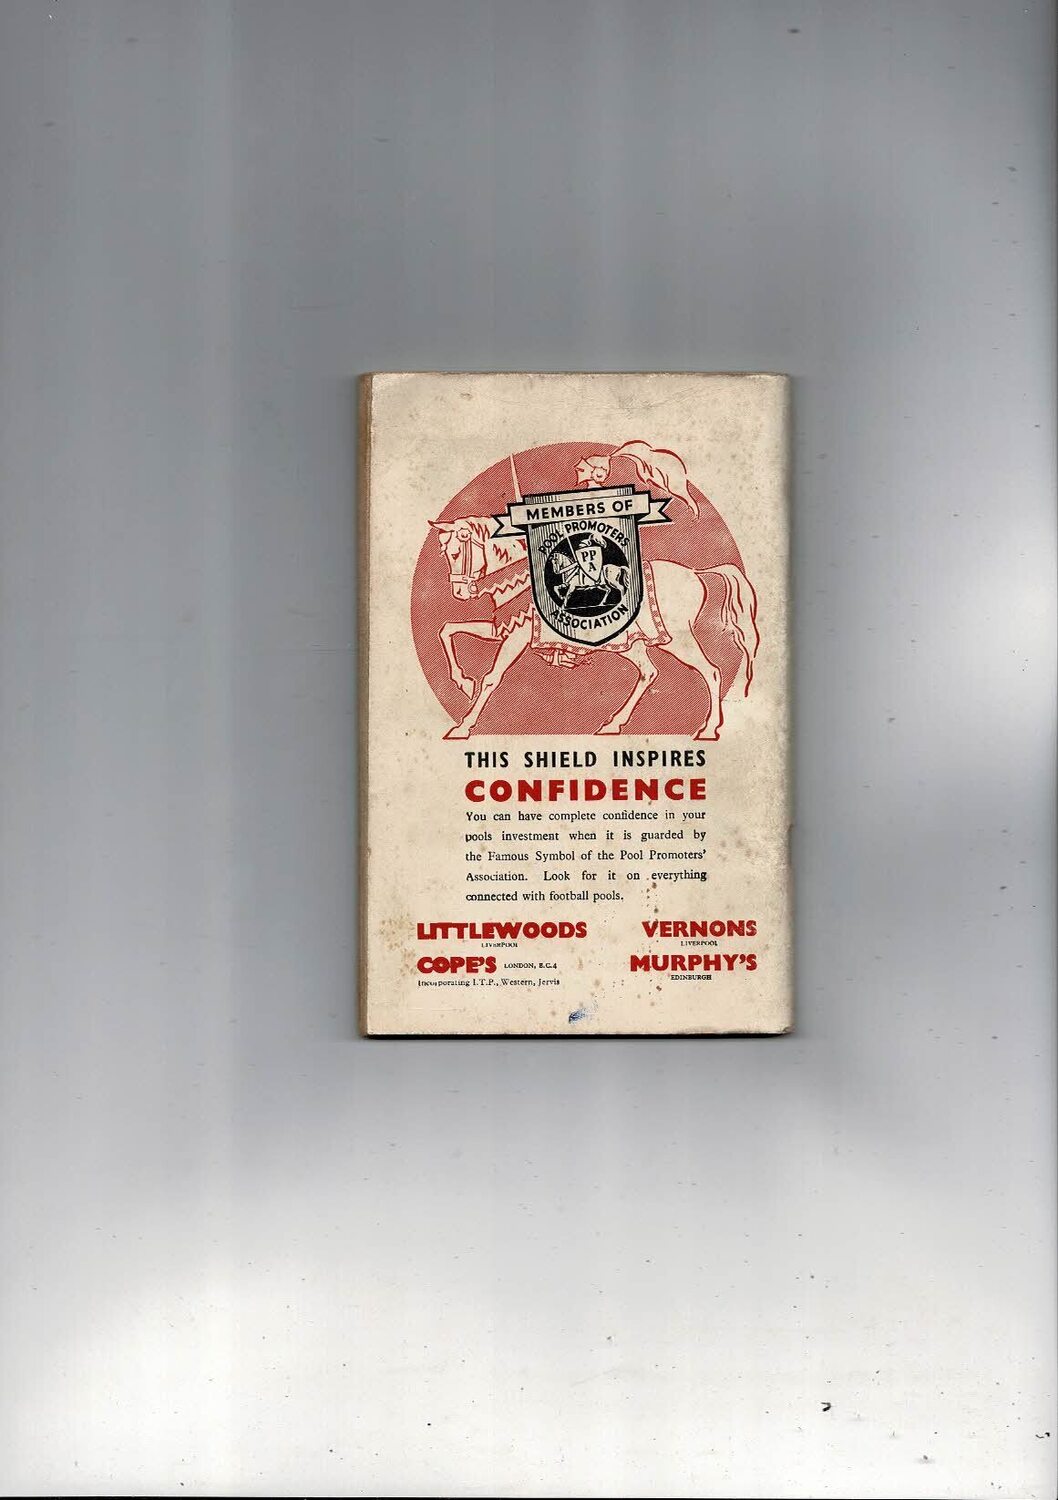 MEMBERS OF
POOL PROMOTERS
PPA
ASSOCIATION
THIS SHIELD INSPIRES
CONFIDENCE
You can have complete confidence in your
pools investment when it is guarded by
the Famous Symbol of the Pool Promoters'
Association. Look for it on everything
connected with football pools.
LITTLEWOODS VERNONS
LIVERPOOL LIVERPOOL
COPE'S LONDON, E.C.4 MURPHY'S
Incorporating I.T.P., Western, Jervis EDINBURGH